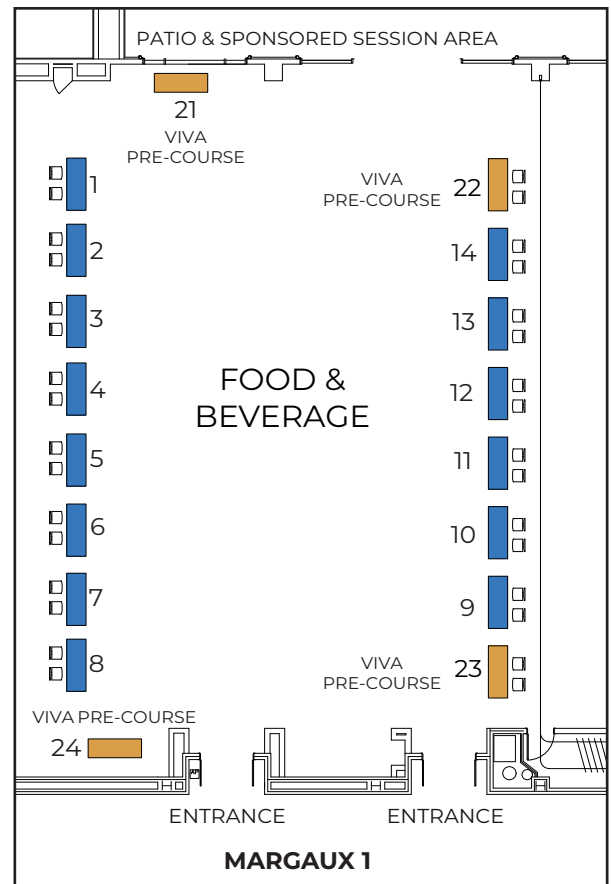 PATIO & SPONSORED SESSION AREA
21
VIVA
PRE-COURSE
1
VIVA
PRE-COURSE
22
2
14
3
13
4
FOOD &
BEVERAGE
12
5
11
6
10
7
9
8
VIVA
PRE-COURSE
23
VIVA PRE-COURSE
24
AP
ENTRANCE
ENTRANCE
MARGAUX 1